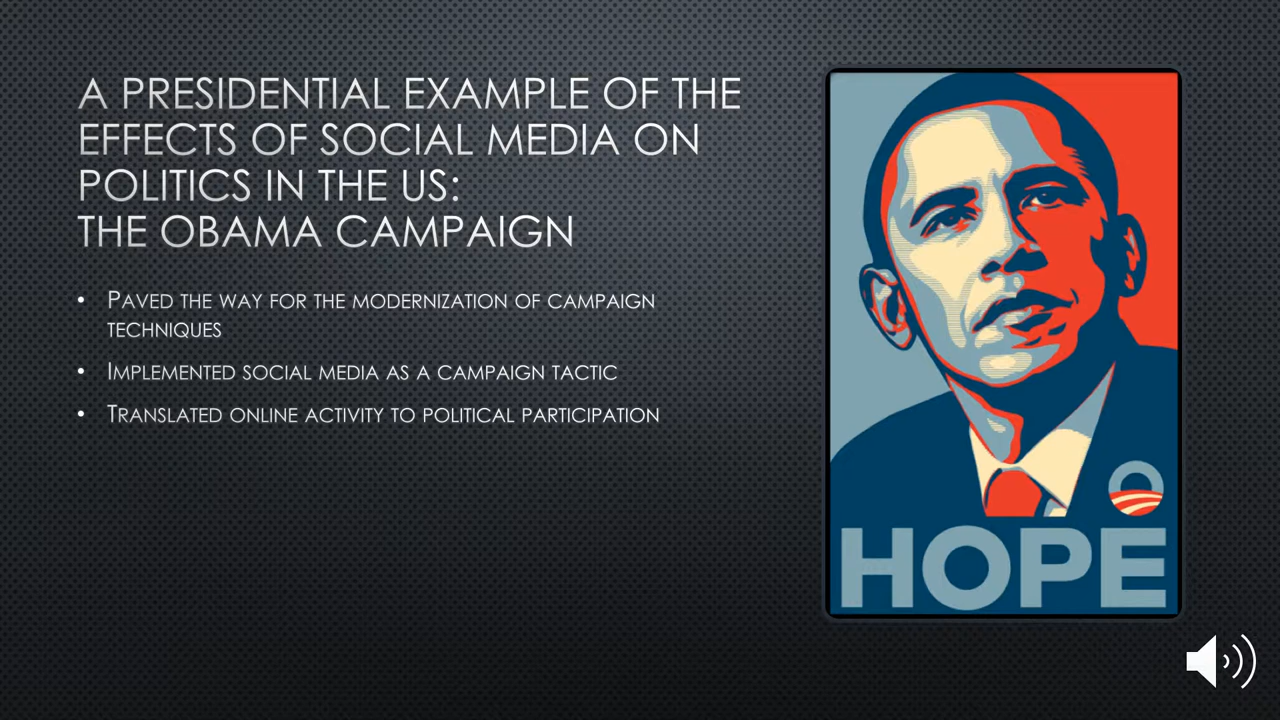 A PRESIDENTIAL EXAMPLE OF THE
EFFECTS OF SOCIAL MEDIA ON
POLITICS IN THE US:
THE OBAMA CAMPAIGN
• PAVED THE WAY FOR THE MODERNIZATION OF CAMPAIGN
TECHNIQUES
• IMPLEMENTED SOCIAL MEDIA AS A CAMPAIGN TACTIC
• TRANSLATED ONLINE ACTIVITY TO POLITICAL PARTICIPATION
HOPE